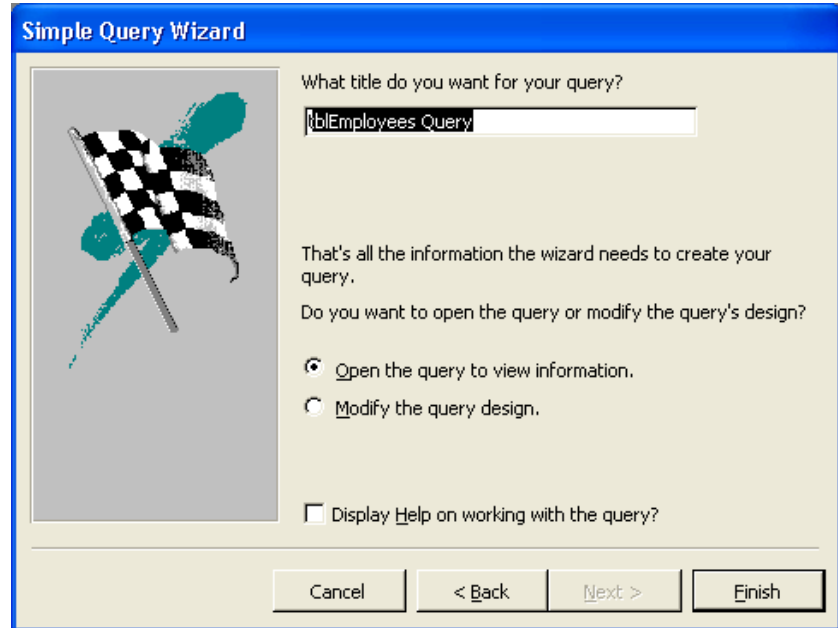 Simple Query Wizard
What title do you want for your query?
tblEmployees Query
That's all the information the wizard needs to create your
query.
Do you want to open the query or modify the query's design?
Open the query to view information.
Modify the query design.
Display Help on working with the query?
Cancel
< Back
Next >
Finish